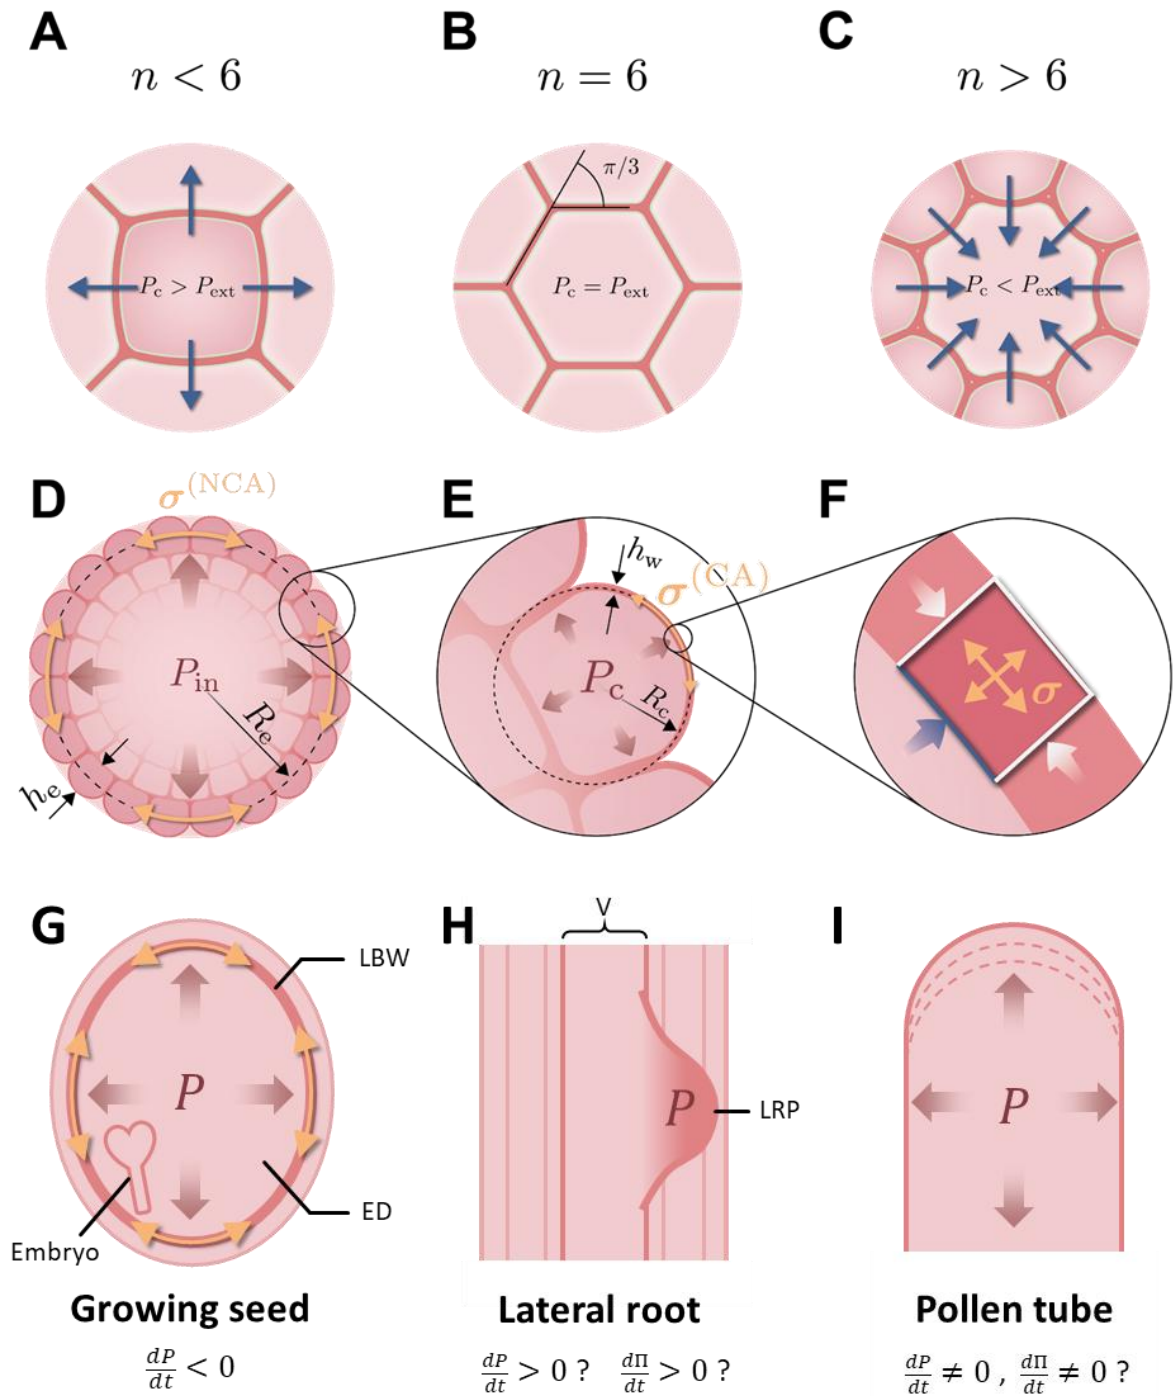 A
B
C
n < 6
n = 6
n > 6
π/3
P_c > P_ext
P_c = P_ext
P_c < P_ext
D
E
F
σ^(NCA)
h_w
σ^(CA)
P_in
R_e
h_e
P_c
R_c
σ
G
H
I
V
LBW
P
P
LRP
P
ED
Embryo
Growing seed
Lateral root
Pollen tube
dP/dt < 0
dP/dt > 0 ? dΠ/dt > 0 ?
dP/dt ≠ 0 , dΠ/dt ≠ 0 ?